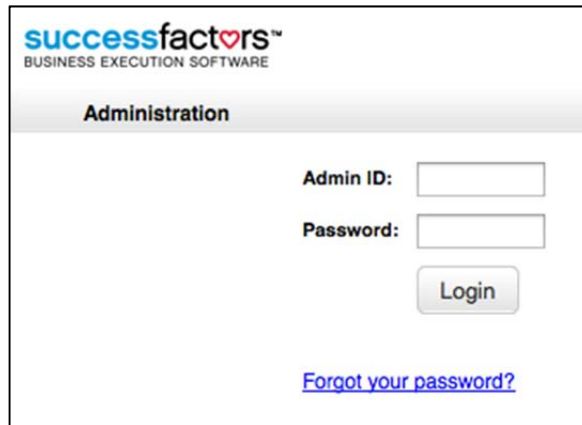 successfactors™
BUSINESS EXECUTION SOFTWARE
Administration
Admin ID:
Password:
Login
Forgot your password?